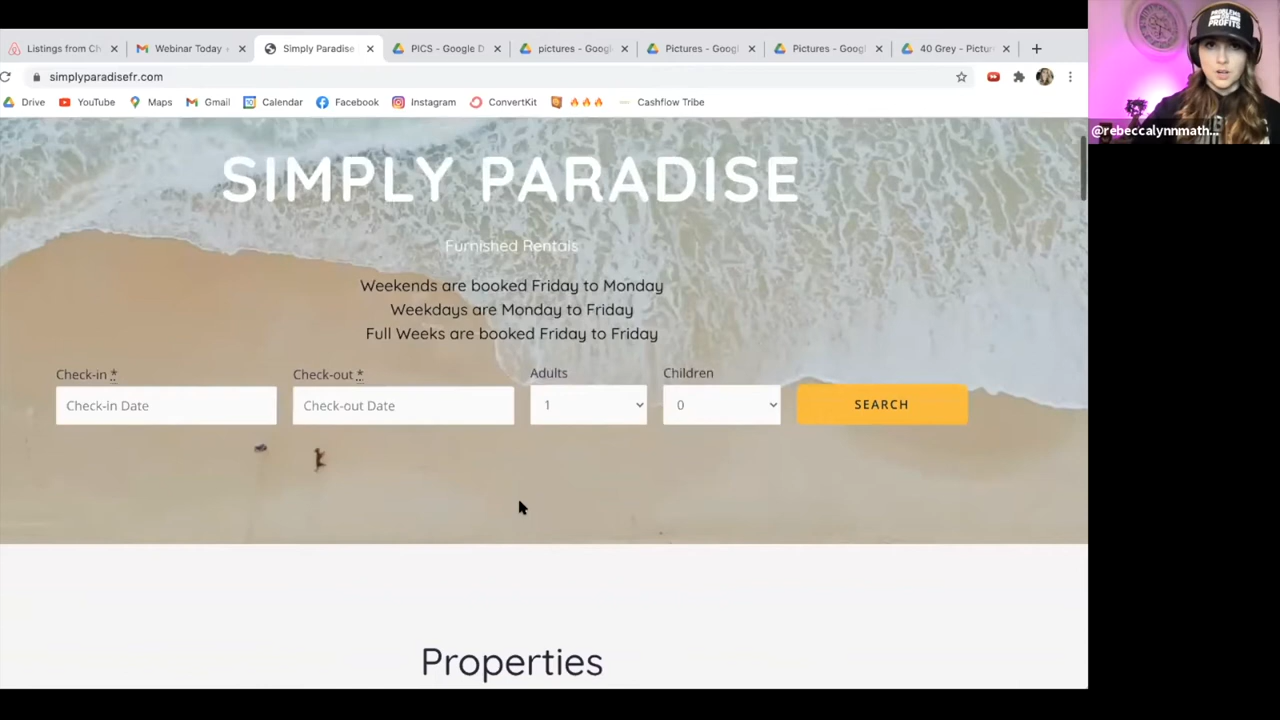 Listings from Ch
Webinar Today
Simply Paradise
PICS - Google D
pictures - Googl
Pictures - Googl
Pictures - Googl
40 Grey - Pictur
simplyparadisefr.com
Drive
YouTube
Maps
Gmail
Calendar
Facebook
Instagram
ConvertKit
🔥🔥🔥
Cashflow Tribe
PROBLEMS
PROFITS
@rebeccalynnmath...
SIMPLY PARADISE
Furnished Rentals
Weekends are booked Friday to Monday
Weekdays are Monday to Friday
Full Weeks are booked Friday to Friday
Check-in *
Check-out *
Adults
Children
Check-in Date
Check-out Date
1
0
SEARCH
Properties